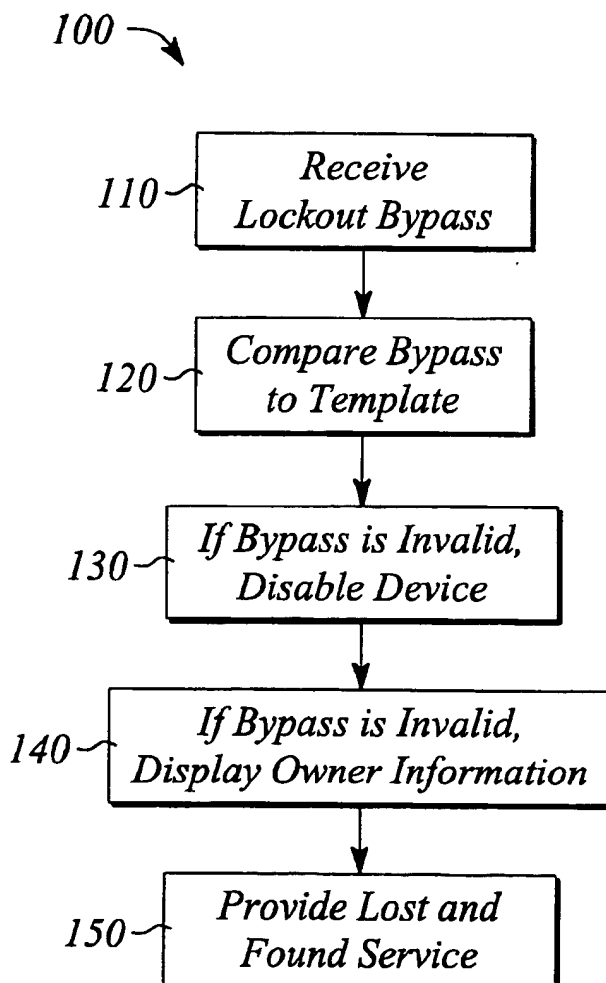 100
110
Receive
Lockout Bypass
120
Compare Bypass
to Template
130
If Bypass is Invalid,
Disable Device
140
If Bypass is Invalid,
Display Owner Information
150
Provide Lost and
Found Service